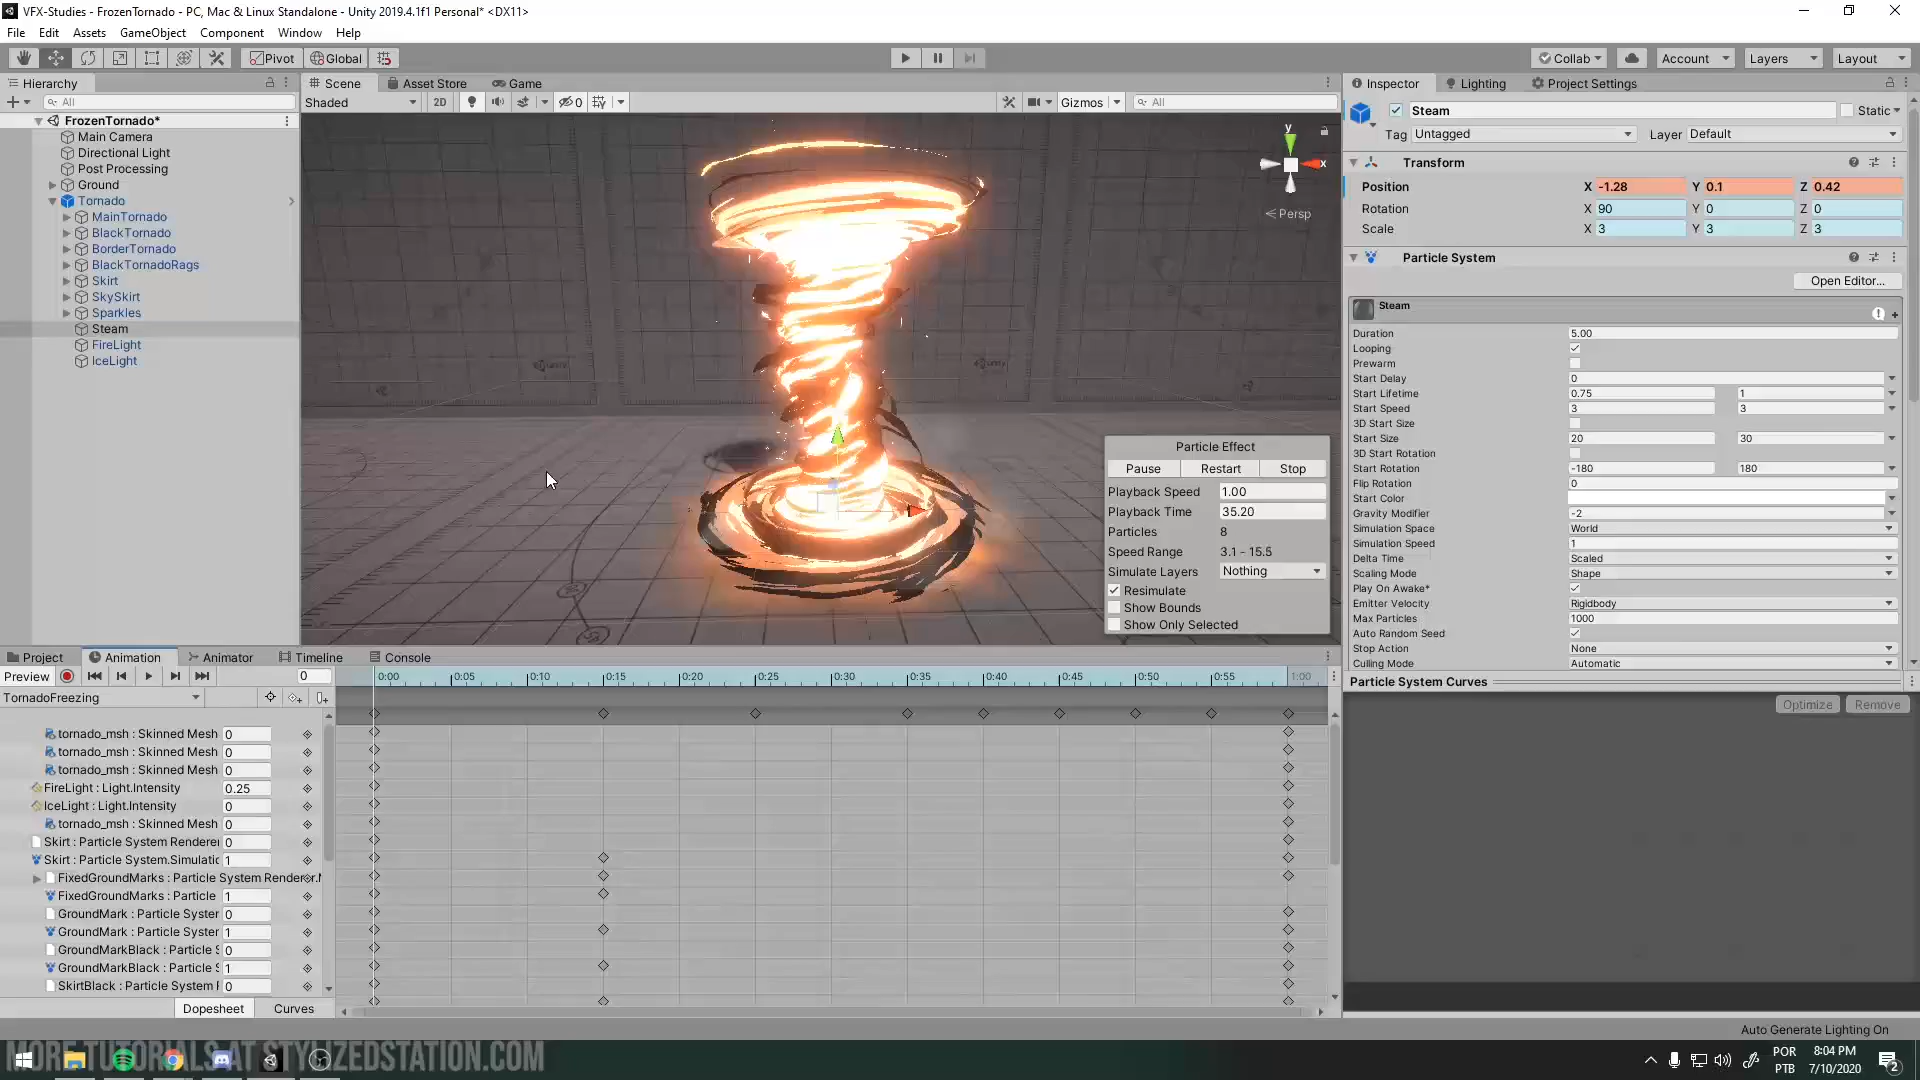 VFX-Studies - FrozenTornado - PC, Mac & Linux Standalone - Unity 2019.4.1f1 Personal* <DX11>
File Edit Assets GameObject Component Window Help
Pivot Global Collab Account Layers Layout
Hierarchy Scene Asset Store Game Inspector Lighting Project Settings
All Shaded 2D 0 Gizmos All
FrozenTornado*
Main Camera
Directional Light
Post Processing
Ground
Tornado
MainTornado
BlackTornado
BorderTornado
BlackTornadoRags
Skirt
SkySkirt
Sparkles
Steam
FireLight
IceLight
y
x
Persp
unity
unity
Particle Effect
Pause Restart Stop
Playback Speed 1.00
Playback Time 35.20
Particles 8
Speed Range 3.1 - 15.5
Simulate Layers Nothing
Resimulate
Show Bounds
Show Only Selected
Steam Static
Tag Untagged Layer Default
Transform
Position X -1.28 Y 0.1 Z 0.42
Rotation X 90 Y 0 Z 0
Scale X 3 Y 3 Z 3
Particle System
Open Editor...
Steam
Duration 5.00
Looping
Prewarm
Start Delay 0
Start Lifetime 0.75 1
Start Speed 3 3
3D Start Size
Start Size 20 30
3D Start Rotation
Start Rotation -180 180
Flip Rotation 0
Start Color
Gravity Modifier -2
Simulation Space World
Simulation Speed 1
Delta Time Scaled
Scaling Mode Shape
Play On Awake*
Emitter Velocity Rigidbody
Max Particles 1000
Auto Random Seed
Stop Action None
Culling Mode Automatic
Particle System Curves
Optimize Remove
Project Animation Animator Timeline Console
Preview 0 0:00 0:05 0:10 0:15 0:20 0:25 0:30 0:35 0:40 0:45 0:50 0:55 1:00
TornadoFreezing
tornado_msh : Skinned Mesh 0
tornado_msh : Skinned Mesh 0
tornado_msh : Skinned Mesh 0
FireLight : Light.Intensity 0.25
IceLight : Light.Intensity 0
tornado_msh : Skinned Mesh 0
Skirt : Particle System Renderer 0
Skirt : Particle System.Simulatic 1
FixedGroundMarks : Particle System Renderer.
FixedGroundMarks : Particle 1
GroundMark : Particle Syster 0
GroundMark : Particle Syster 1
GroundMarkBlack : Particle S 0
GroundMarkBlack : Particle S 1
SkirtBlack : Particle System F 0
Dopesheet Curves
Auto Generate Lighting On
MORE TUTORIALS AT STYLIZEDSTATION.COM
POR
PTB
8:04 PM
7/10/2020
2